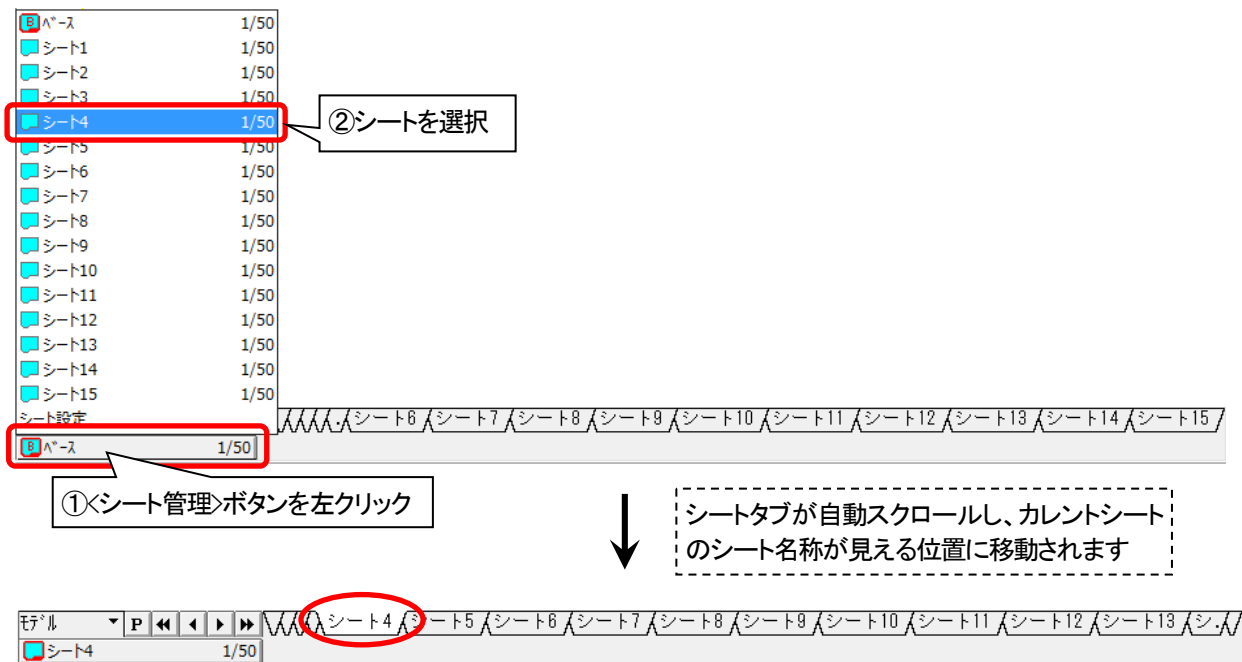 ﾍﾞｰｽ 1/50
シート1 1/50
シート2 1/50
シート3 1/50
シート4 1/50
②シートを選択
シート5 1/50
シート6 1/50
シート7 1/50
シート8 1/50
シート9 1/50
シート10 1/50
シート11 1/50
シート12 1/50
シート13 1/50
シート14 1/50
シート15 1/50
シート設定
. シート6 シート7 シート8 シート9 シート10 シート11 シート12 シート13 シート14 シート15
ﾍﾞｰｽ 1/50
①<シート管理>ボタンを左クリック
シートタブが自動スクロールし、カレントシート
のシート名称が見える位置に移動されます
ﾓﾃﾞﾙ P シート4 シート5 シート6 シート7 シート8 シート9 シート10 シート11 シート12 シート13 シ.
シート4 1/50